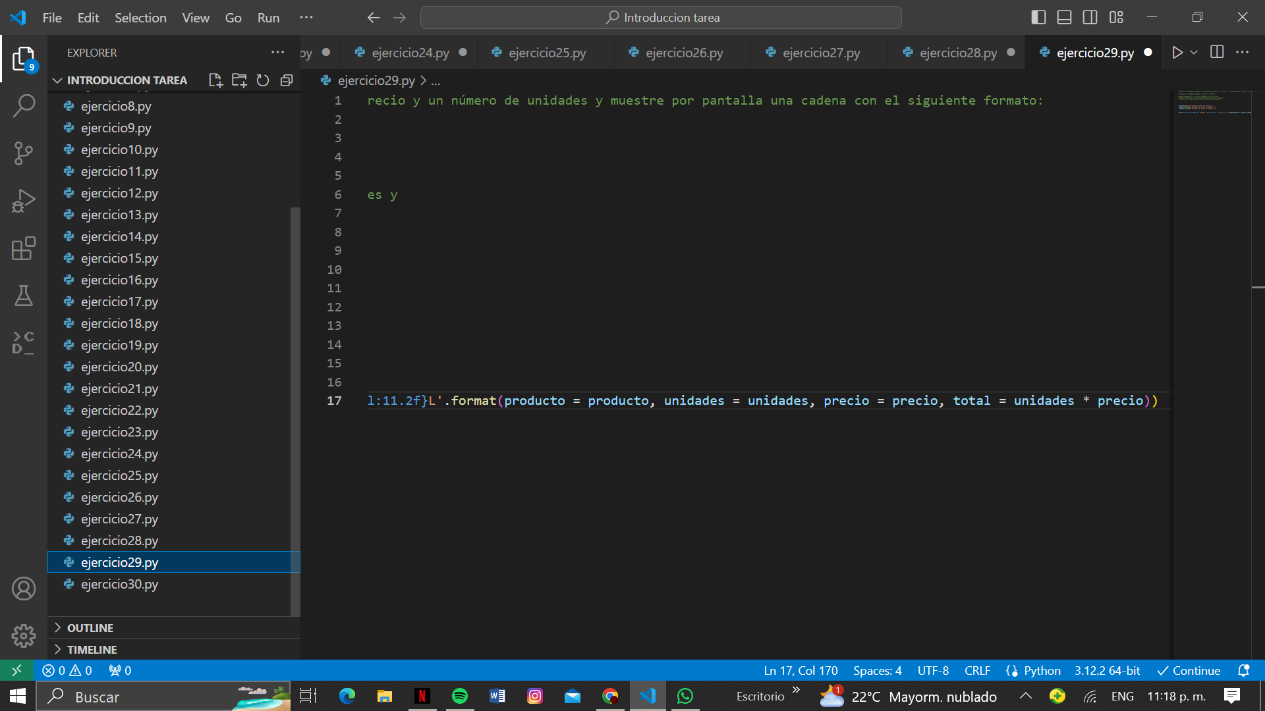 File Edit Selection View Go Run ...
Introduccion tarea
EXPLORER
INTRODUCCION TAREA
ejercicio8.py
ejercicio9.py
ejercicio10.py
ejercicio11.py
ejercicio12.py
ejercicio13.py
ejercicio14.py
ejercicio15.py
ejercicio16.py
ejercicio17.py
ejercicio18.py
ejercicio19.py
ejercicio20.py
ejercicio21.py
ejercicio22.py
ejercicio23.py
ejercicio24.py
ejercicio25.py
ejercicio26.py
ejercicio27.py
ejercicio28.py
ejercicio29.py
ejercicio30.py
OUTLINE
TIMELINE
9
C
D_
py ejercicio24.py ejercicio25.py ejercicio26.py ejercicio27.py ejercicio28.py ejercicio29.py
ejercicio29.py > ...
1 recio y un número de unidades y muestre por pantalla una cadena con el siguiente formato:
2
3
4
5
6 es y
7
8
9
10
11
12
13
14
15
16
17 l:11.2f}L'.format(producto = producto, unidades = unidades, precio = precio, total = unidades * precio))
0 0 0 Ln 17, Col 170 Spaces: 4 UTF-8 CRLF Python 3.12.2 64-bit Continue
Buscar Escritorio 1 22°C Mayorm. nublado ENG 11:18 p. m.